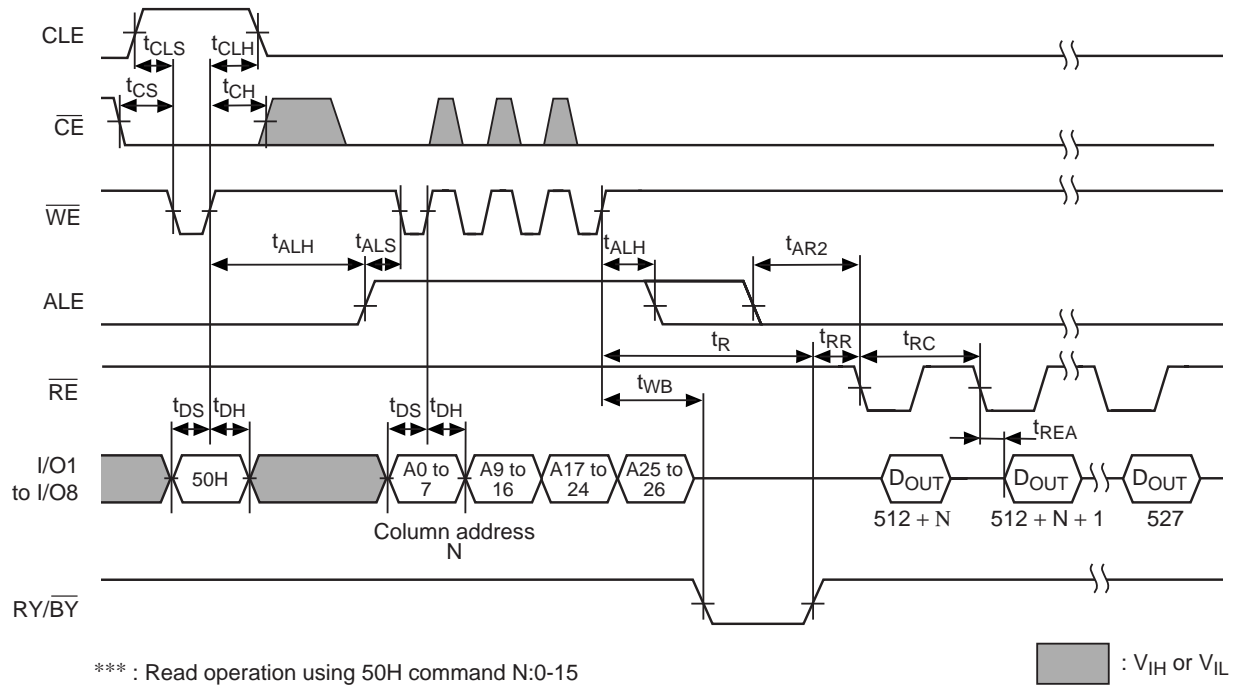 CLE
tCLS tCLH
tCS tCH
CE
WE
tALH tALS tALH tAR2
ALE
tR tRR tRC
RE
tWB
tDS tDH tDS tDH
tREA
I/O1
to I/O8
50H
A0 to
7
A9 to
16
A17 to
24
A25 to
26
DOUT DOUT DOUT
512 + N 512 + N + 1 527
Column address
N
RY/BY
*** : Read operation using 50H command N:0-15
: VIH or VIL